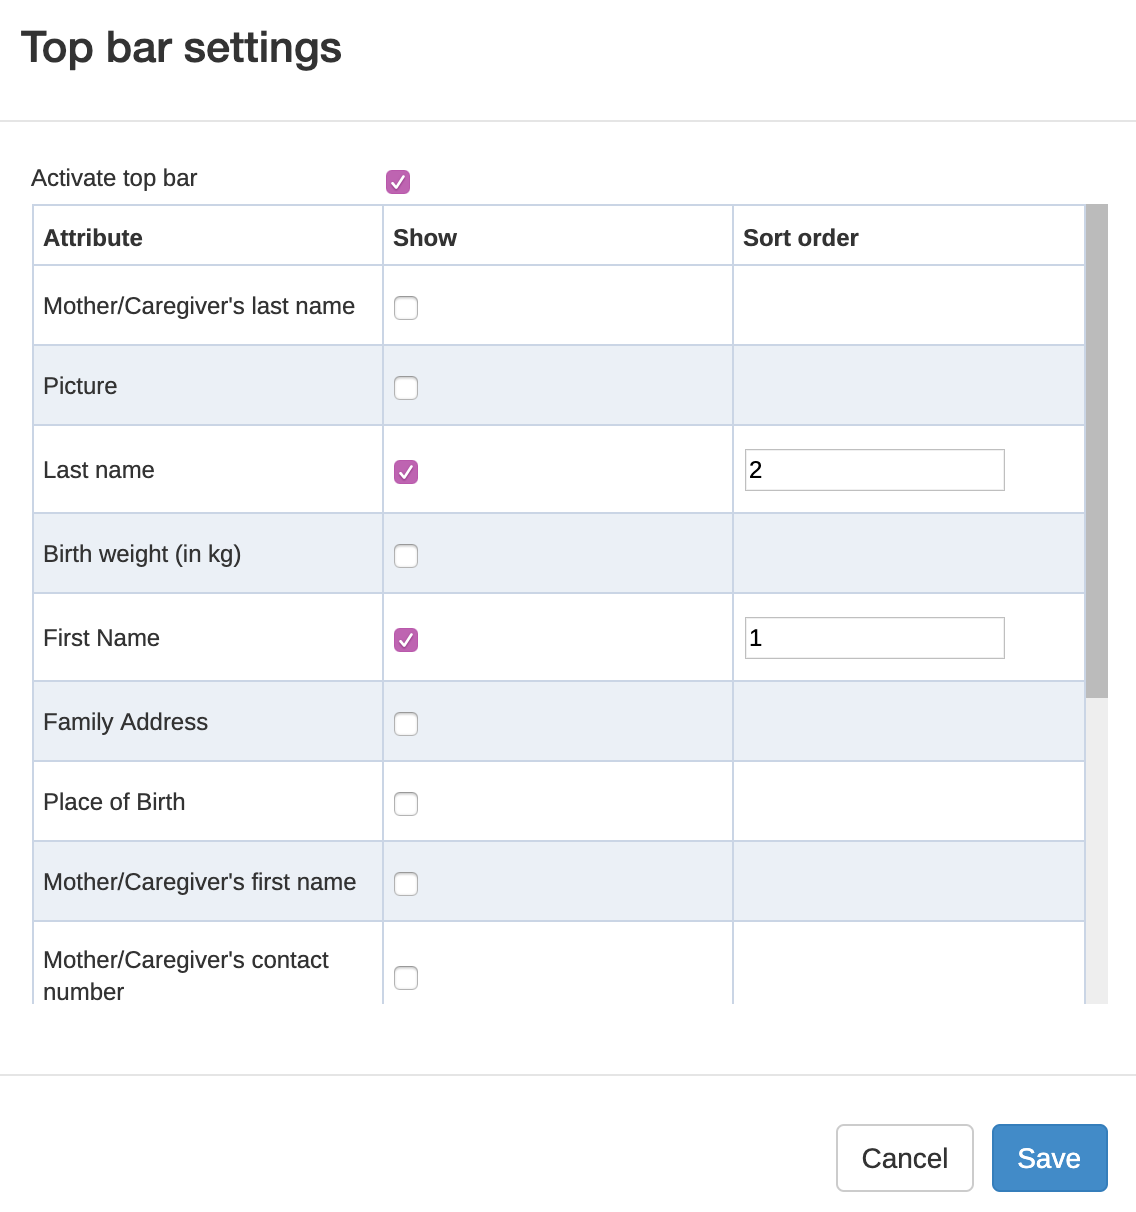 Top bar settings
Activate top bar
Attribute Show Sort order
Mother/Caregiver's last name
Picture
Last name 2
Birth weight (in kg)
First Name 1
Family Address
Place of Birth
Mother/Caregiver's first name
Mother/Caregiver's contact
number
Cancel Save